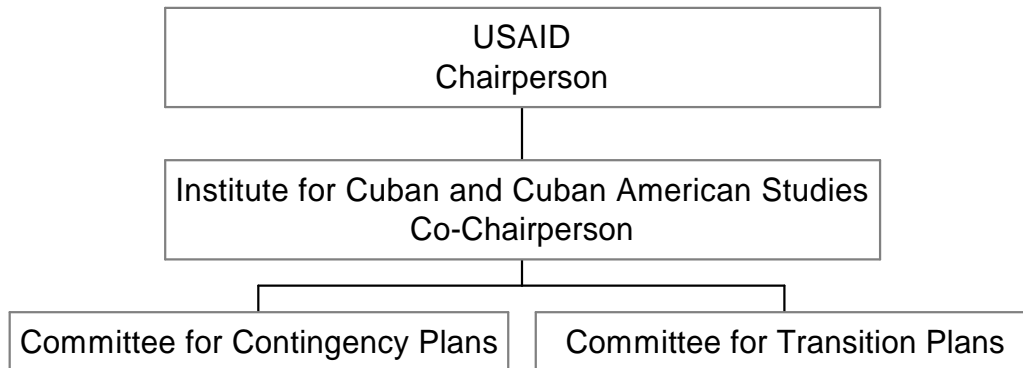 USAID
Chairperson
Institute for Cuban and Cuban American Studies
Co-Chairperson
Committee for Contingency Plans
Committee for Transition Plans